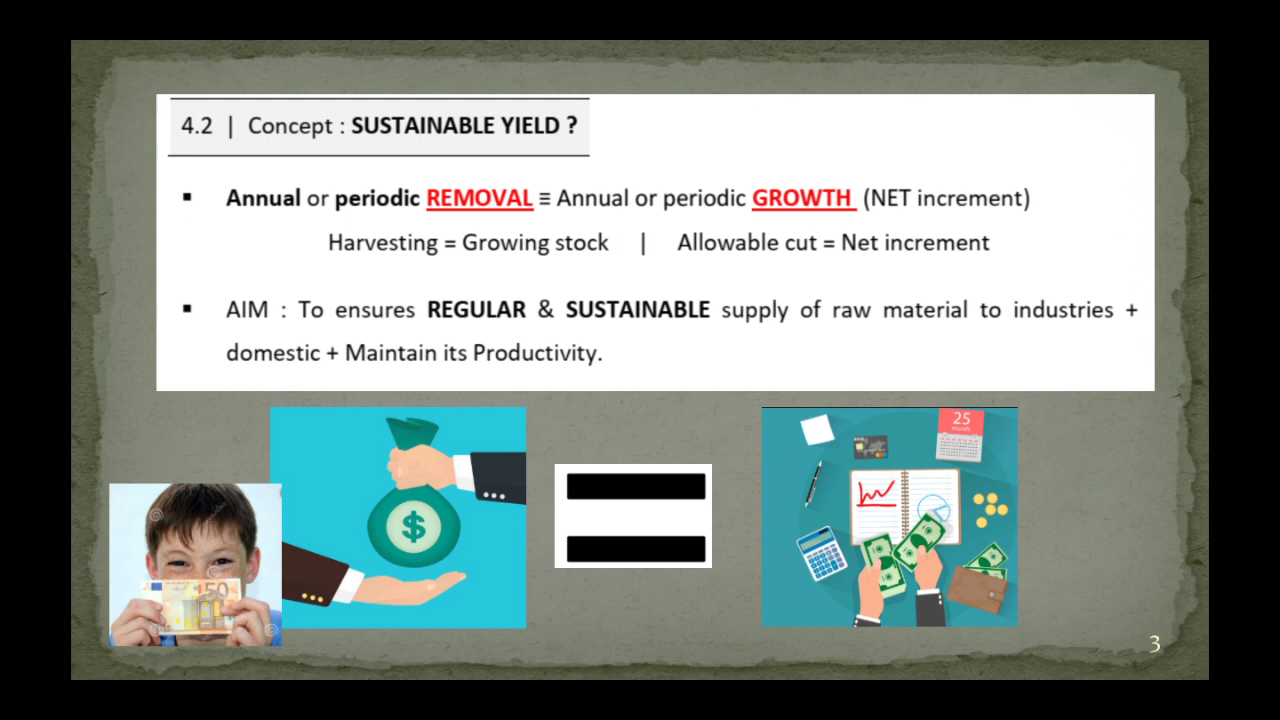 4.2 | Concept : SUSTAINABLE YIELD ?
▪ Annual or periodic REMOVAL ≡ Annual or periodic GROWTH (NET increment)
Harvesting = Growing stock | Allowable cut = Net increment
▪ AIM : To ensures REGULAR & SUSTAINABLE supply of raw material to industries +
domestic + Maintain its Productivity.
25
$
50
3